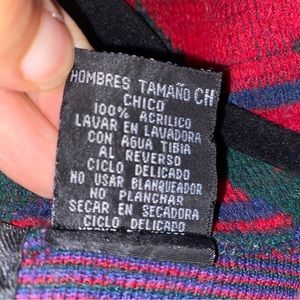 HOMBRES TAMAÑO CH
CHICO
100% ACRILICO
LAVAR EN LAVADORA
CON AGUA TIBIA
AL REVERSO
CICLO DELICADO
NO USAR BLANQUEADOR
NO PLANCHAR
SECAR EN SECADORA
CICLO DELICADO